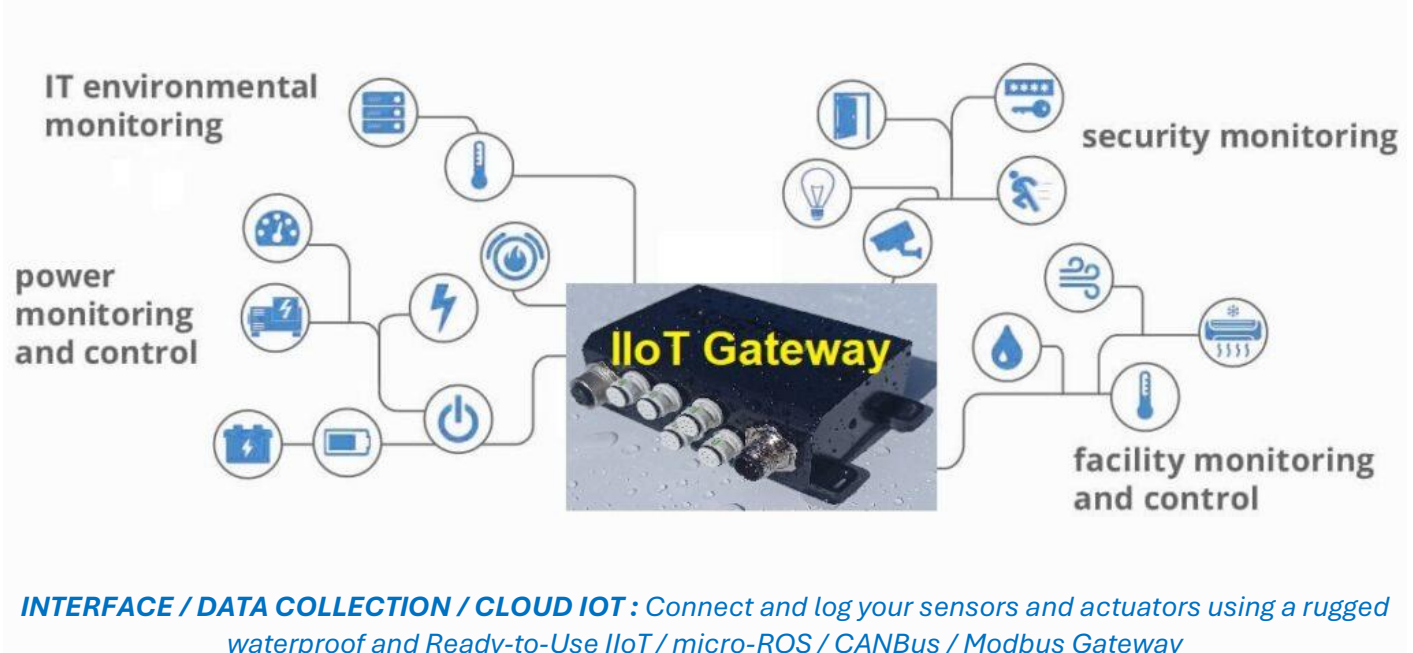 IT environmental
monitoring
security monitoring
power
monitoring
and control
IIoT Gateway
facility monitoring
and control
INTERFACE / DATA COLLECTION / CLOUD IOT : Connect and log your sensors and actuators using a rugged
waterproof and Ready-to-Use IIoT / micro-ROS / CANBus / Modbus Gateway